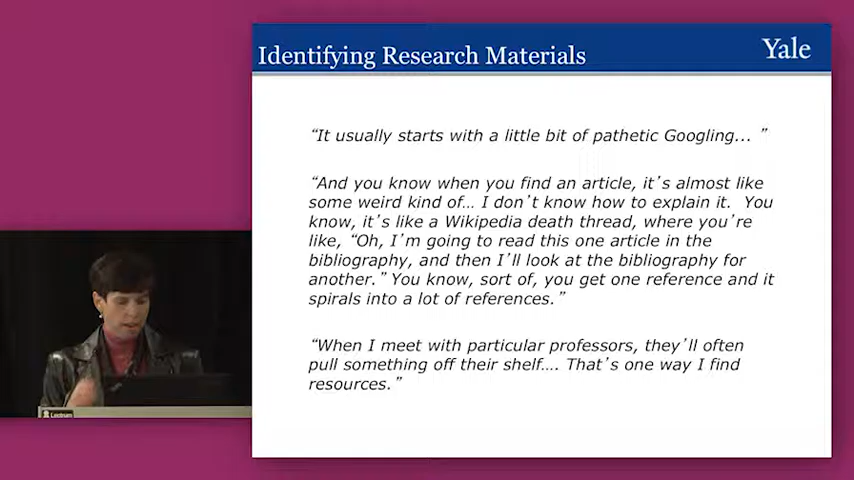 Identifying Research Materials
Yale
“It usually starts with a little bit of pathetic Googling... ”
“And you know when you find an article, it’s almost like
some weird kind of… I don’t know how to explain it.  You
know, it’s like a Wikipedia death thread, where you’re
like, “Oh, I’m going to read this one article in the
bibliography, and then I’ll look at the bibliography for
another.” You know, sort of, you get one reference and it
spirals into a lot of references.”
“When I meet with particular professors, they’ll often
pull something off their shelf…. That’s one way I find
resources.”